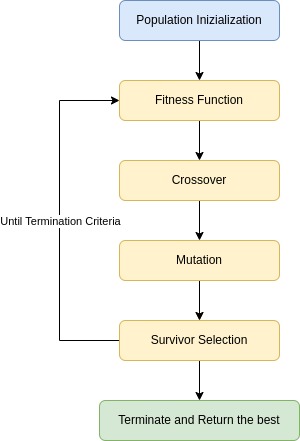 Population Inizialization
Fitness Function
Crossover
Until Termination Criteria
Mutation
Survivor Selection
Terminate and Return the best